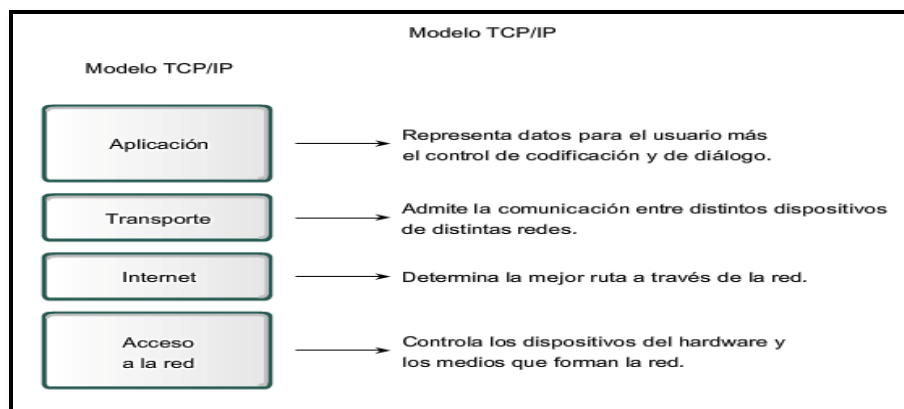 Modelo TCP/IP
Modelo TCP/IP
Aplicación
Representa datos para el usuario más
el control de codificación y de diálogo.
Transporte
Admite la comunicación entre distintos dispositivos
de distintas redes.
Internet
Determina la mejor ruta a través de la red.
Acceso
a la red
Controla los dispositivos del hardware y
los medios que forman la red.